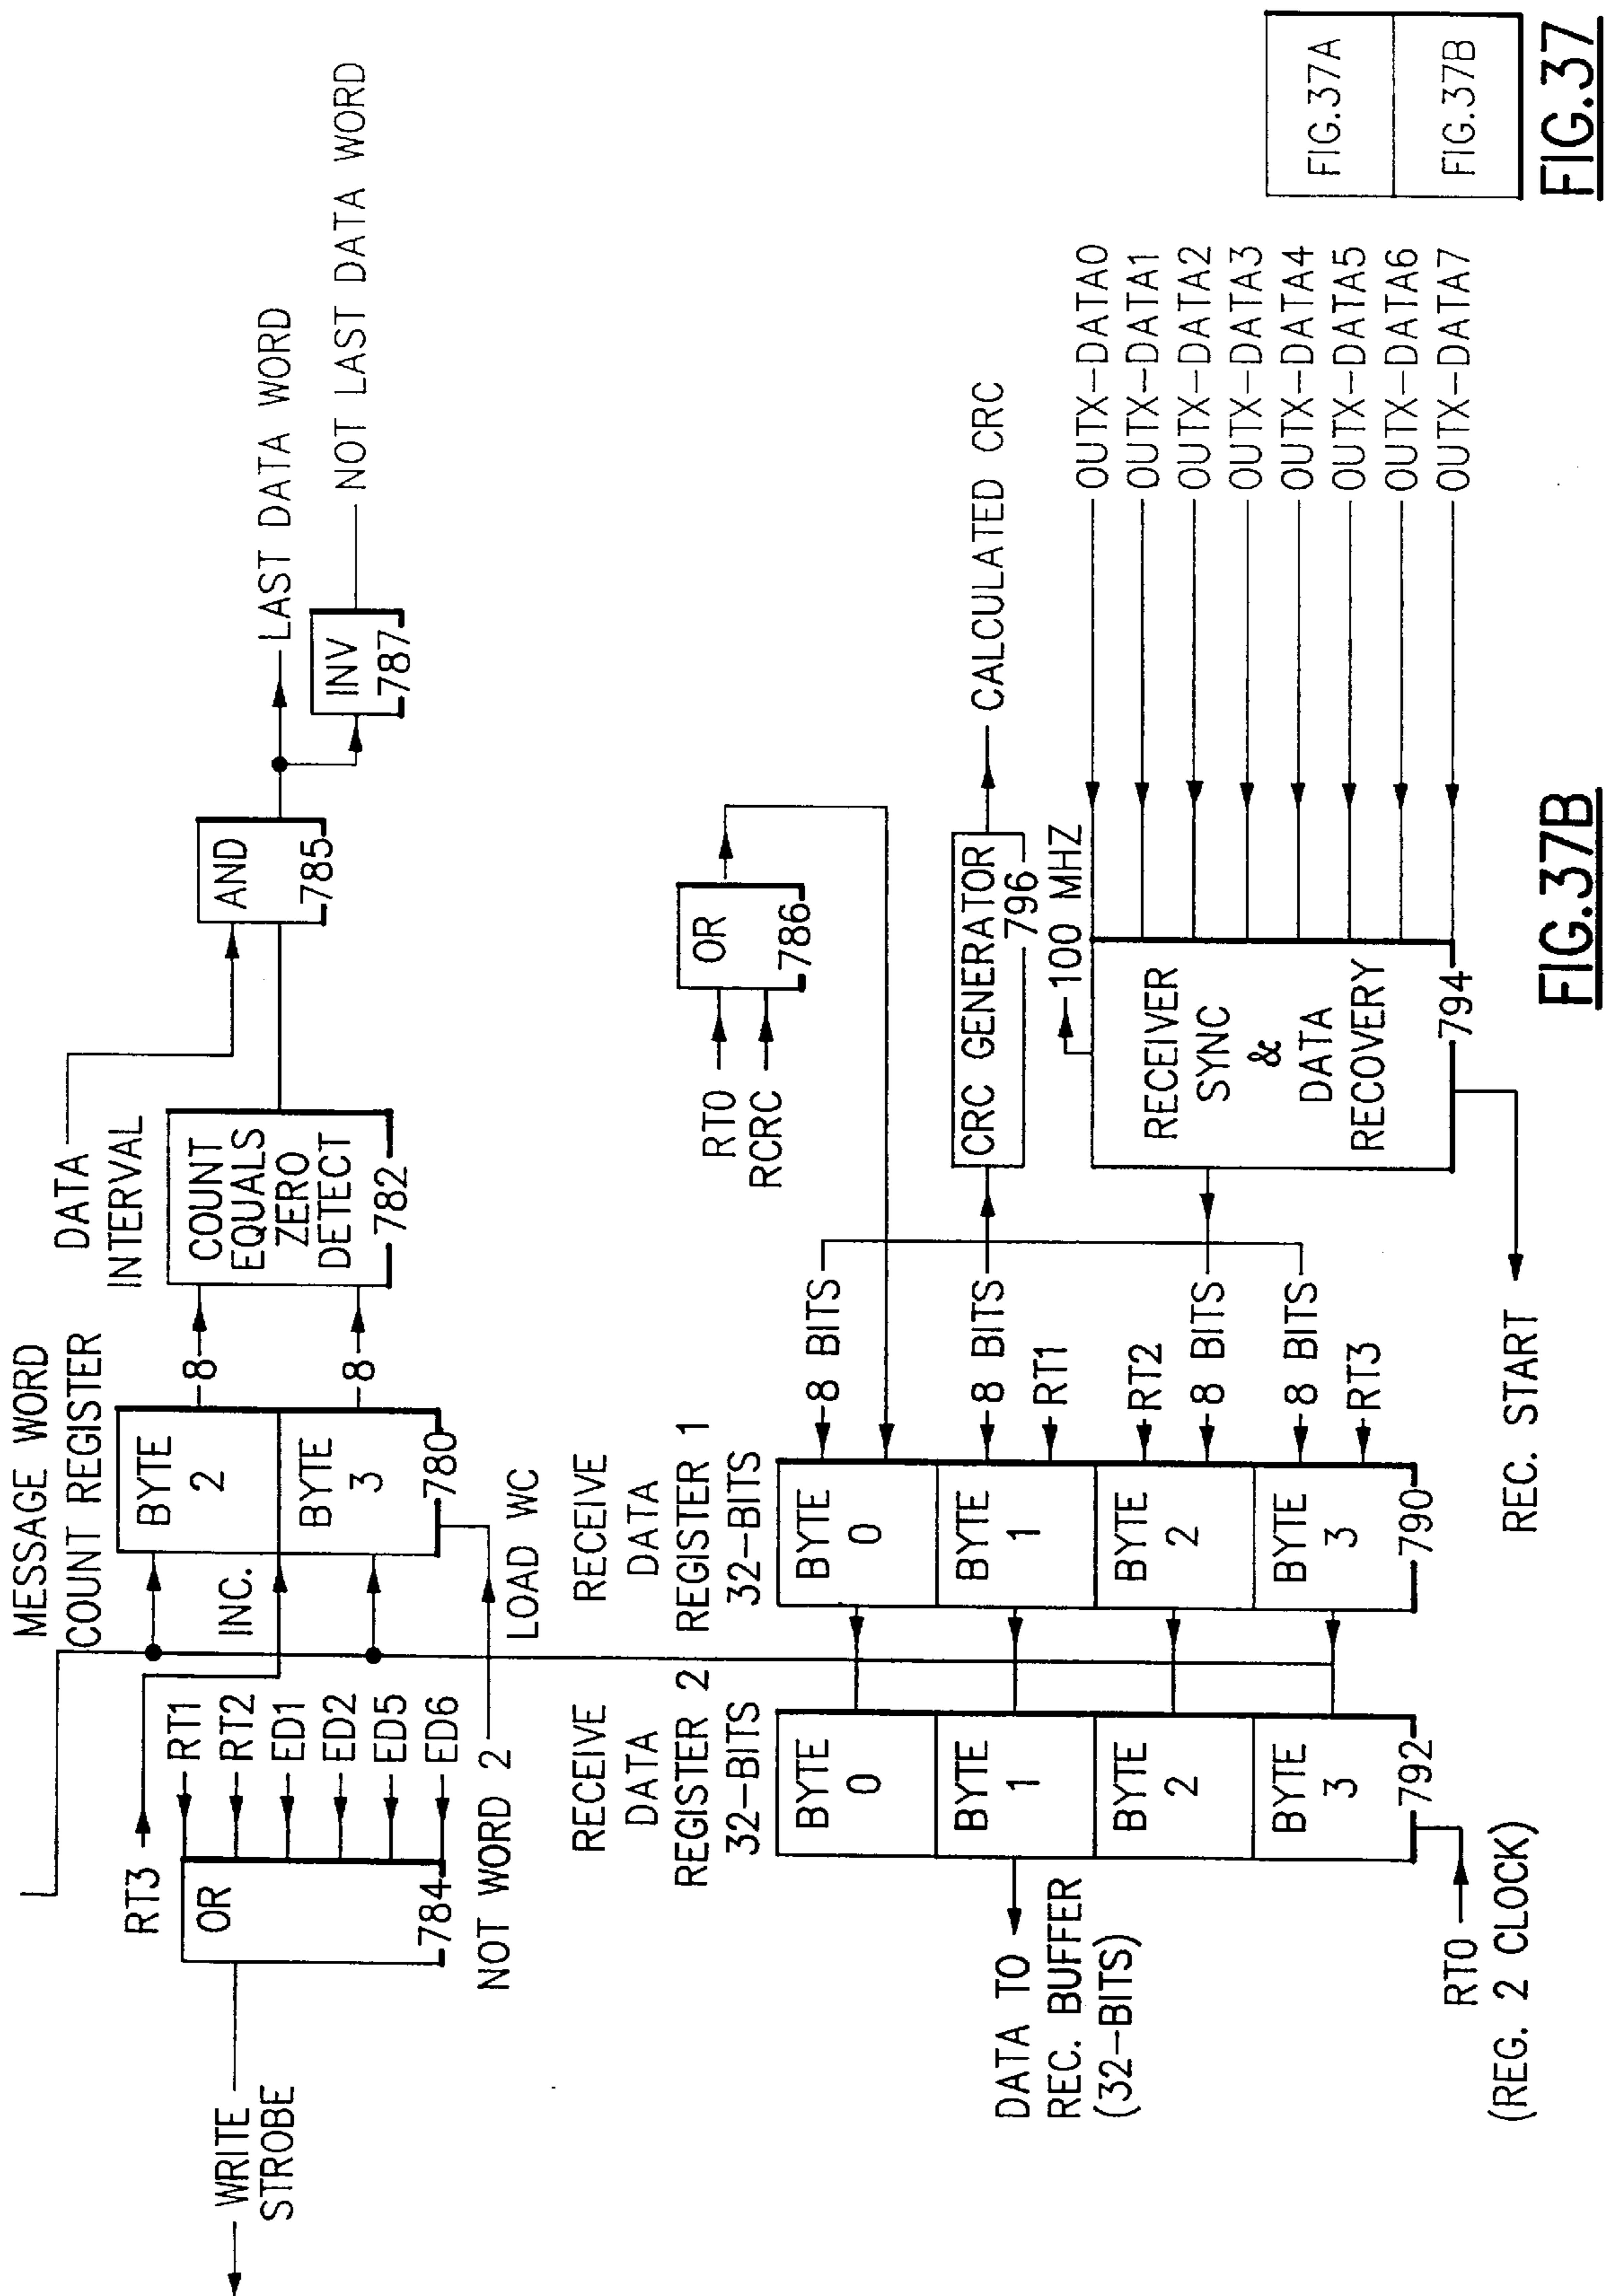 MESSAGE WORD
COUNT REGISTER
DATA
INTERVAL
LAST DATA WORD
NOT LAST DATA WORD
WRITE
STROBE
OR
784
RT3
RT1
RT2
ED1
ED2
ED5
ED6
NOT WORD 2
LOAD WC
INC.
BYTE
2
BYTE
3
780
8
8
COUNT
EQUALS
ZERO
DETECT
782
AND
785
INV
787
RECEIVE
DATA
REGISTER 2
32-BITS
RECEIVE
DATA
REGISTER 1
32-BITS
BYTE
0
BYTE
1
BYTE
2
BYTE
3
792
BYTE
0
BYTE
1
BYTE
2
BYTE
3
790
DATA TO
REC. BUFFER
(32-BITS)
RT0
(REG. 2 CLOCK)
8 BITS
8 BITS
RT1
RT2
8 BITS
8 BITS
RT3
REC. START
RT0
RCRC
OR
786
CRC GENERATOR
796
CALCULATED CRC
100 MHZ
RECEIVER
SYNC
&
DATA
RECOVERY
794
OUTX-DATA0
OUTX-DATA1
OUTX-DATA2
OUTX-DATA3
OUTX-DATA4
OUTX-DATA5
OUTX-DATA6
OUTX-DATA7
FIG.37B
FIG.37A
FIG.37B
FIG.37